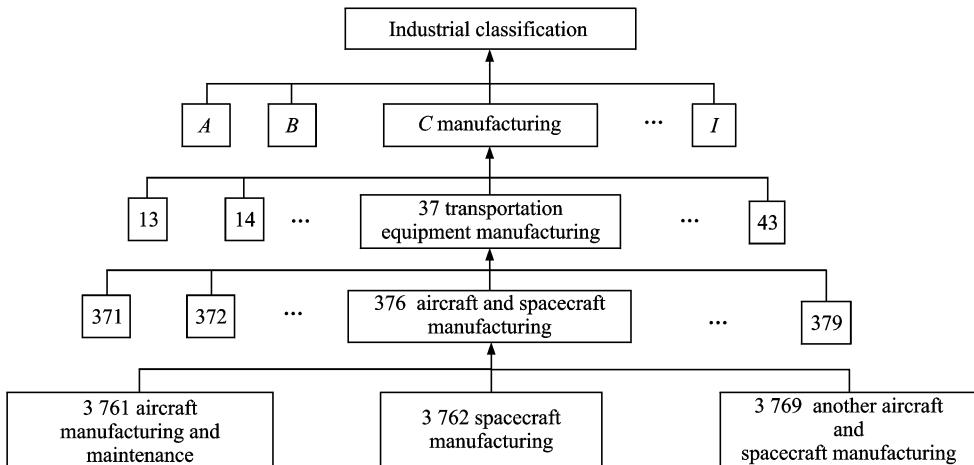 Industrial classification
A
B
C manufacturing
...
I
13
14
...
37 transportation
equipment manufacturing
...
43
371
372
...
376 aircraft and spacecraft
manufacturing
...
379
3 761 aircraft
manufacturing and
maintenance
3 762 spacecraft
manufacturing
3 769 another aircraft
and
spacecraft manufacturing